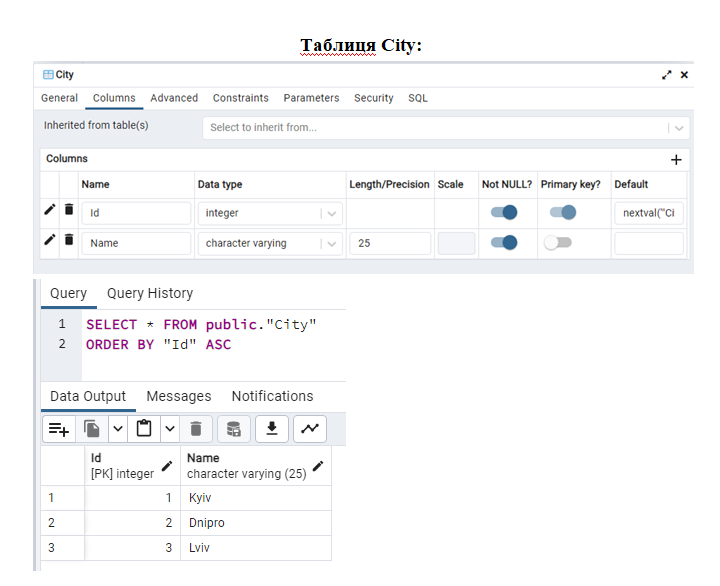 Таблиця City:
City
General Columns Advanced Constraints Parameters Security SQL
Inherited from table(s) Select to inherit from...
Columns
Name Data type Length/Precision Scale Not NULL? Primary key? Default
Id integer nextval('"Ci
Name character varying 25
Query Query History
1 SELECT * FROM public."City"
2 ORDER BY "Id" ASC
Data Output Messages Notifications
Id Name
[PK] integer character varying (25)
1 1 Kyiv
2 2 Dnipro
3 3 Lviv